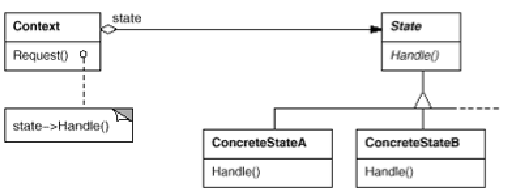 Context
state
State
Request()
Handle()
state->Handle()
ConcreteStateA
ConcreteStateB
Handle()
Handle()